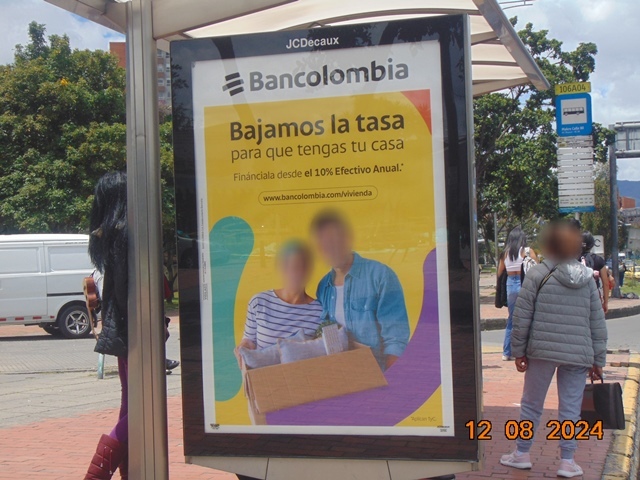 JCDecaux
Bancolombia
Bajamos la tasa
para que tengas tu casa
Fináncialа desde el 10% Efectivo Anual.*
www.bancolombia.com/vivienda
106A04
12 08 2024